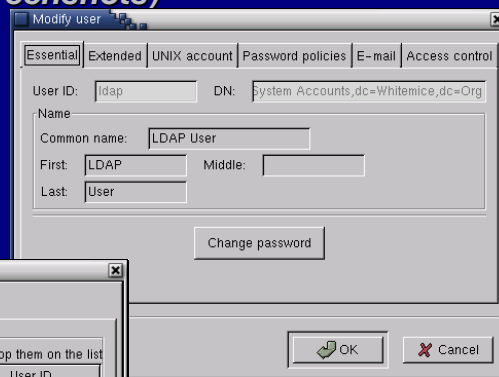 Modify user
Essential Extended UNIX account Password policies E-mail Access control
User ID: ldap DN: System Accounts,dc=Whitemice,dc=Org
Name
Common name: LDAP User
First: LDAP Middle:
Last: User
Change password
op them on the list
User ID
OK Cancel